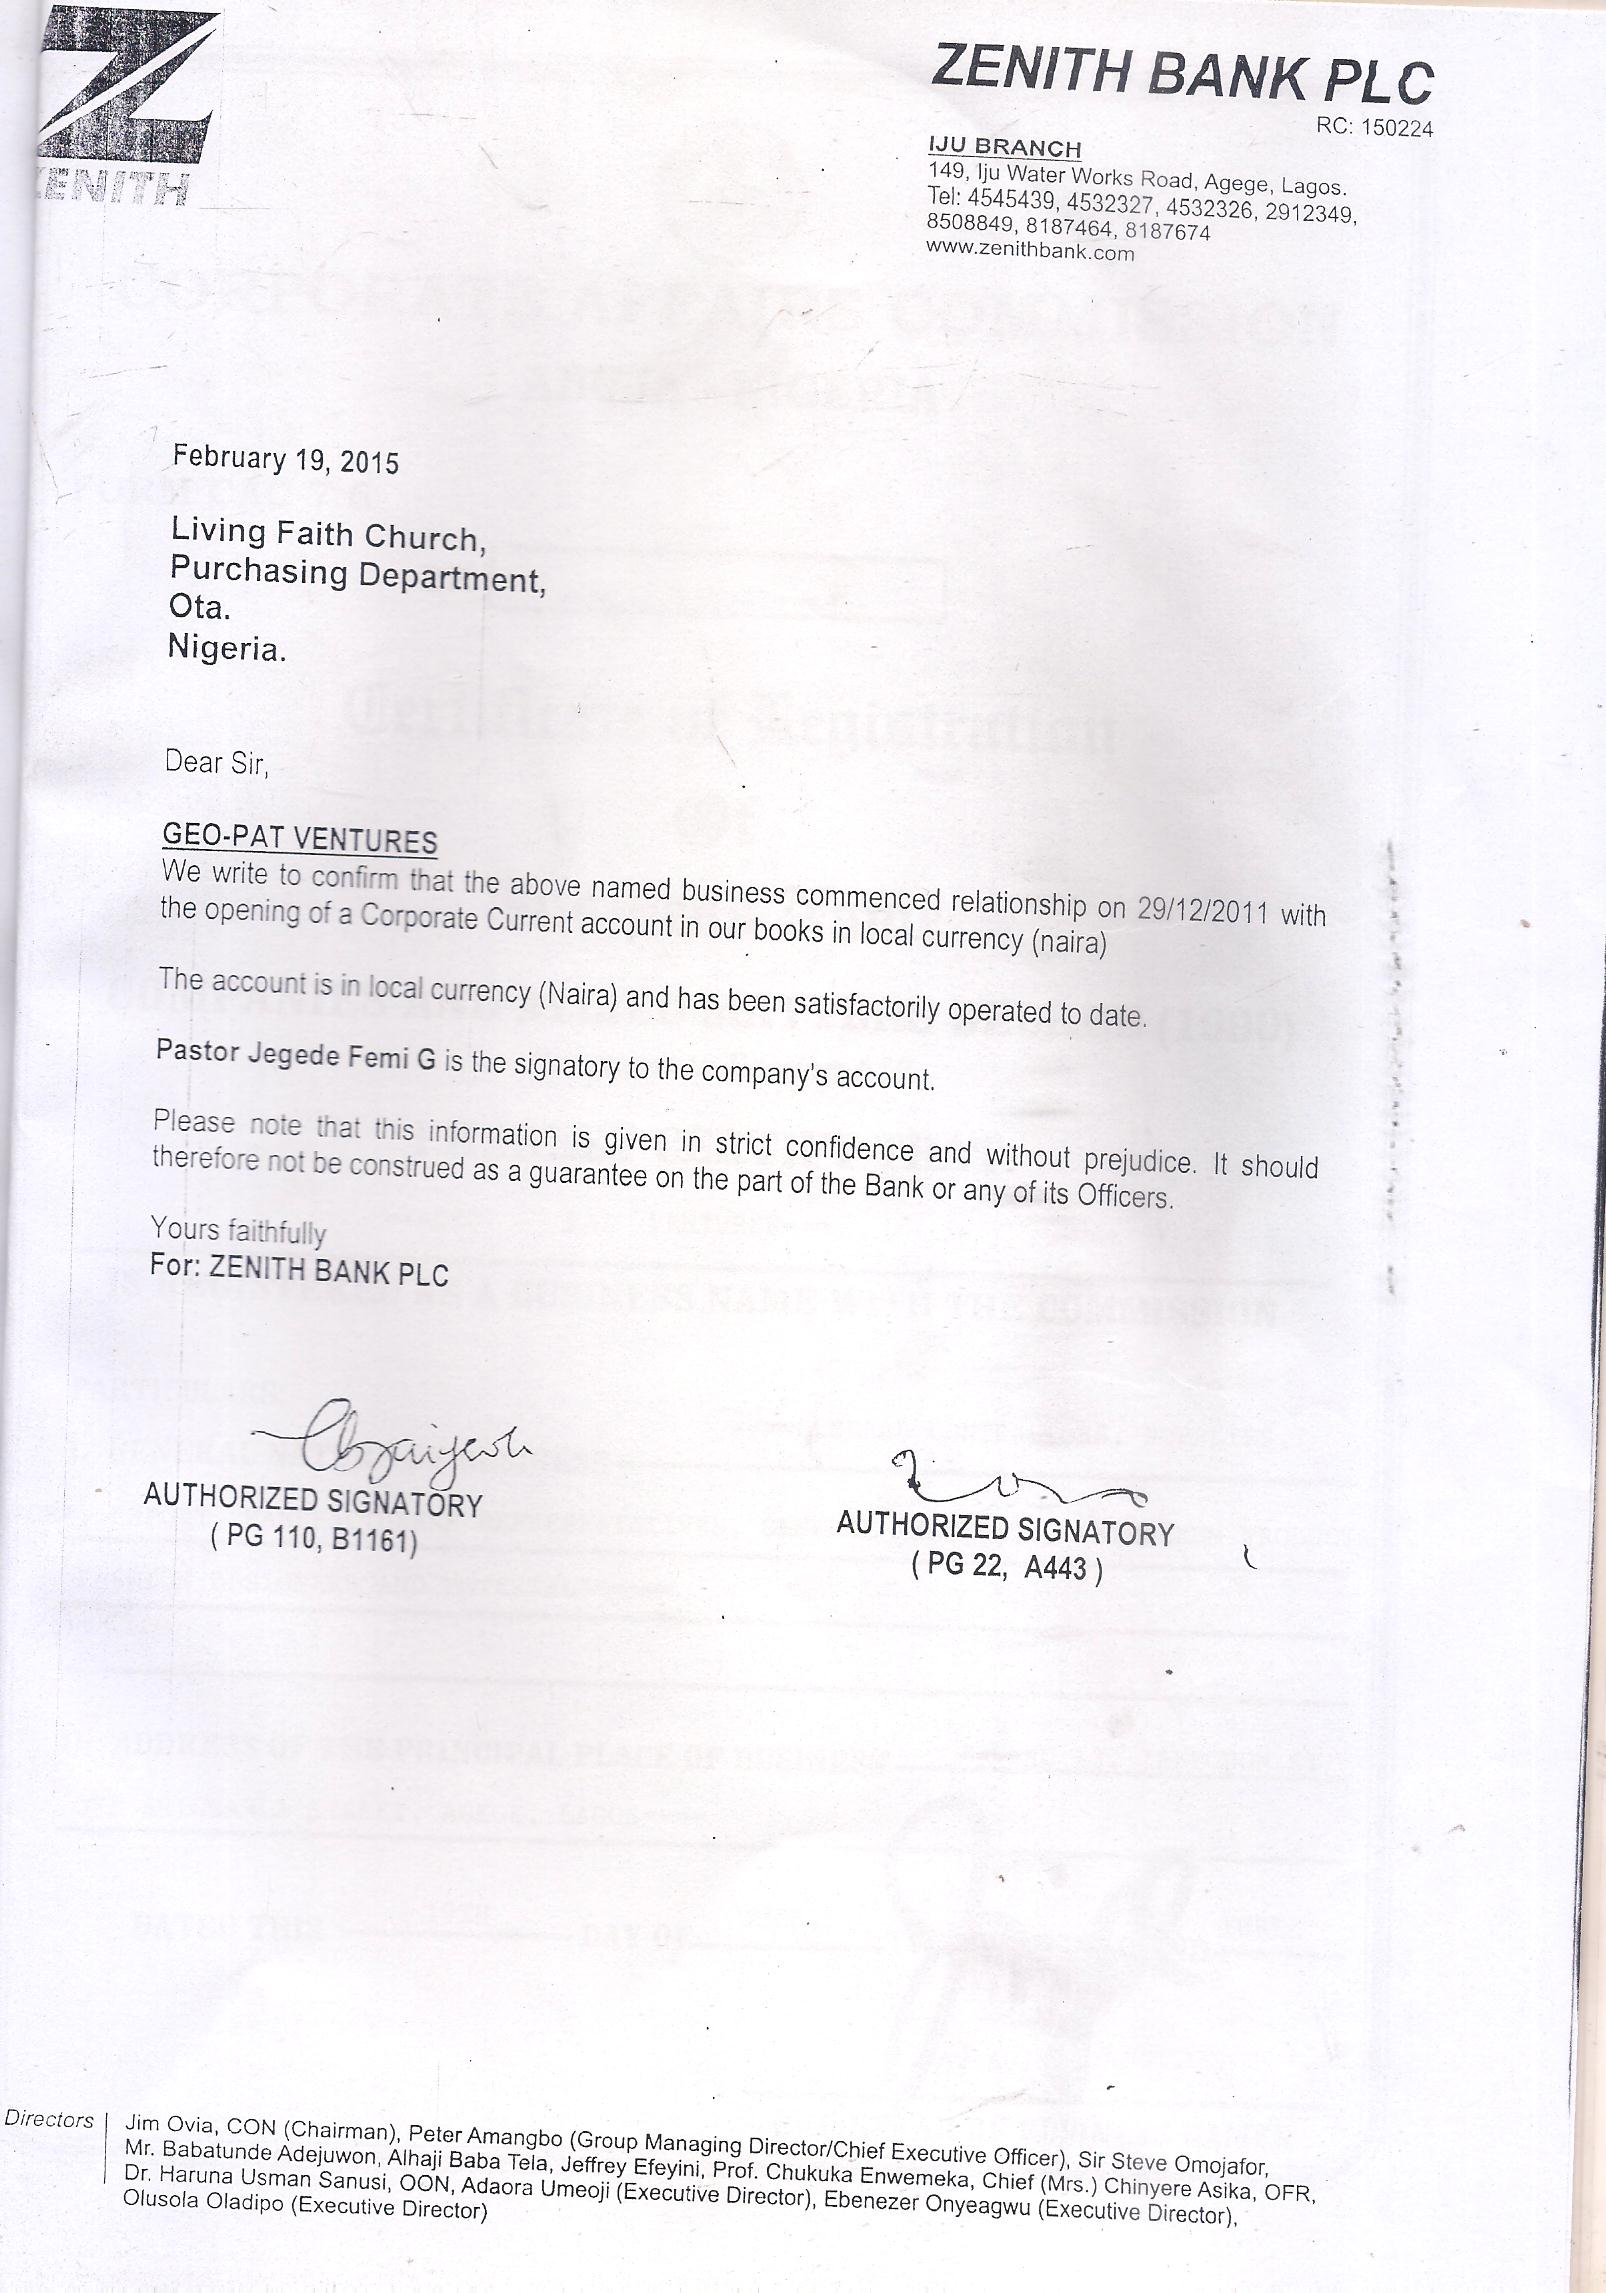 ZENITH
ZENITH BANK PLC
RC: 150224
IJU BRANCH
149, Iju Water Works Road, Agege, Lagos.
Tel: 4545439, 4532327, 4532326, 2912349,
8508849, 8187464, 8187674
www.zenithbank.com
February 19, 2015
Living Faith Church,
Purchasing Department,
Ota.
Nigeria.
Dear Sir,
GEO-PAT VENTURES
We write to confirm that the above named business commenced relationship on 29/12/2011 with
the opening of a Corporate Current account in our books in local currency (naira)
The account is in local currency (Naira) and has been satisfactorily operated to date.
Pastor Jegede Femi G is the signatory to the company's account.
Please note that this information is given in strict confidence and without prejudice. It should
therefore not be construed as a guarantee on the part of the Bank or any of its Officers.
Yours faithfully
For: ZENITH BANK PLC
AUTHORIZED SIGNATORY
( PG 110, B1161)
AUTHORIZED SIGNATORY
( PG 22, A443 )
Directors
Jim Ovia, CON (Chairman), Peter Amangbo (Group Managing Director/Chief Executive Officer), Sir Steve Omojafor,
Mr. Babatunde Adejuwon, Alhaji Baba Tela, Jeffrey Efeyini, Prof. Chukuka Enwemeka, Chief (Mrs.) Chinyere Asika, OFR,
Dr. Haruna Usman Sanusi, OON, Adaora Umeoji (Executive Director), Ebenezer Onyeagwu (Executive Director),
Olusola Oladipo (Executive Director)